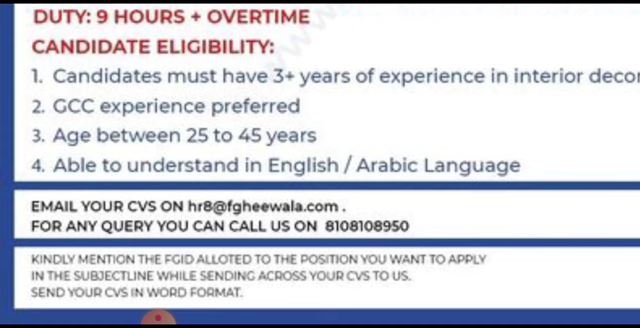 DUTY: 9 HOURS + OVERTIME
CANDIDATE ELIGIBILITY:
1. Candidates must have 3+ years of experience in interior decor
2. GCC experience preferred
3. Age between 25 to 45 years
4. Able to understand in English / Arabic Language
EMAIL YOUR CVS ON hr8@fgheewala.com .
FOR ANY QUERY YOU CAN CALL US ON 8108108950
KINDLY MENTION THE FGID ALLOTED TO THE POSITION YOU WANT TO APPLY
IN THE SUBJECTLINE WHILE SENDING ACROSS YOUR CVS TO US.
SEND YOUR CVS IN WORD FORMAT.